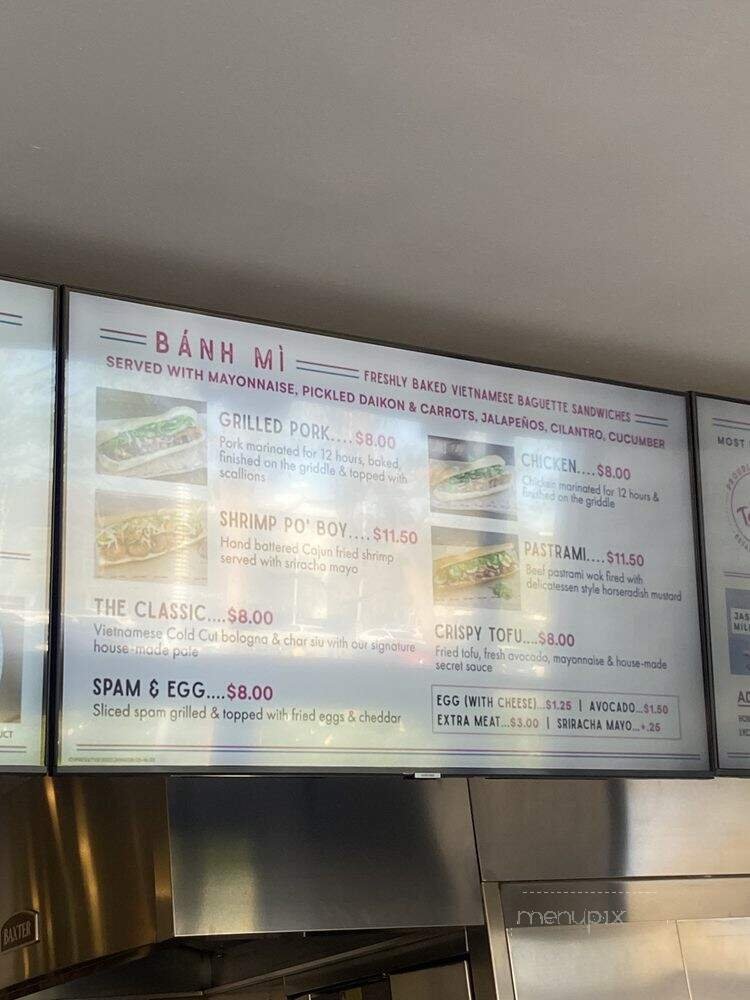 BÁNH MÌ
FRESHLY BAKED VIETNAMESE BAGUETTE SANDWICHES
SERVED WITH MAYONNAISE, PICKLED DAIKON & CARROTS, JALAPEÑOS, CILANTRO, CUCUMBER
GRILLED PORK....$8.00
Pork marinated for 12 hours, baked,
finished on the griddle & topped with
scallions
SHRIMP PO' BOY....$11.50
Hand battered Cajun fried shrimp
served with sriracha mayo
THE CLASSIC....$8.00
Vietnamese Cold Cut bologna & char siu with our signature
house-made pate
SPAM & EGG....$8.00
Sliced spam grilled & topped with fried eggs & cheddar
CHICKEN....$8.00
Chicken marinated for 12 hours &
finished on the griddle
PASTRAMI....$11.50
Beef pastrami wok fired with
delicatessen style horseradish mustard
CRISPY TOFU...$8.00
Fried tofu, fresh avocado, mayonnaise & house-made
secret sauce
EGG (WITH CHEESE)...$1.25 | AVOCADO...$1.50
EXTRA MEAT...$3.00 | SRIRACHA MAYO...+.25
MOST
JAS
MIL
AD
UCT
BAXTER
menupix